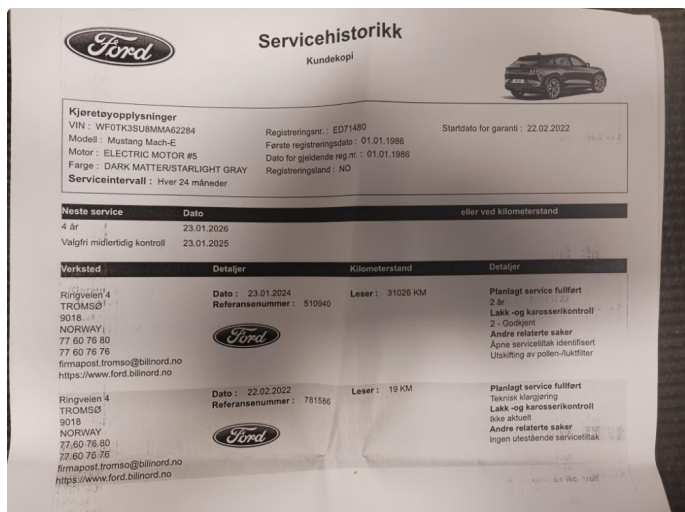 Ford
Servicehistorikk
Kundekopi
Kjøretøyopplysninger
VIN : WF0TK3SU8MMA62284
Modell : Mustang Mach-E
Motor : ELECTRIC MOTOR #5
Farge : DARK MATTER/STARLIGHT GRAY
Serviceintervall : Hver 24 måneder
Registreringsnr. : ED71480
Første registreringsdato : 01.01.1986
Dato for gjeldende reg.nr. : 01.01.1986
Registreringsland : NO
Startdato for garanti : 22.02.2022
Neste service Dato eller ved kilometerstand
4 år 23.01.2026
Valgfri midlertidig kontroll 23.01.2025
Verksted Detaljer Kilometerstand Detaljer
Ringveien 4
TROMSØ
9018
NORWAY
77 60 76 80
77 60 76 76
firmapost.tromso@bilinord.no
https://www.ford.bilinord.no
Dato : 23.01.2024
Referansenummer : 510940
Ford
Leser : 31026 KM
Planlagt service fullført
2 år
Lakk -og karosserikontroll
2 - Godkjent
Andre relaterte saker
Åpne servicetiltak identifisert
Utskifting av pollen-/luktfilter
Ringveien 4
TROMSØ
9018
NORWAY
77 60 76 80
77 60 76 76
firmapost.tromso@bilinord.no
https://www.ford.bilinord.no
Dato : 22.02.2022
Referansenummer : 781586
Ford
Leser : 19 KM
Planlagt service fullført
Teknisk klargjøring
Lakk -og karosserikontroll
Ikke aktuelt
Andre relaterte saker
Ingen utestående servicetiltak